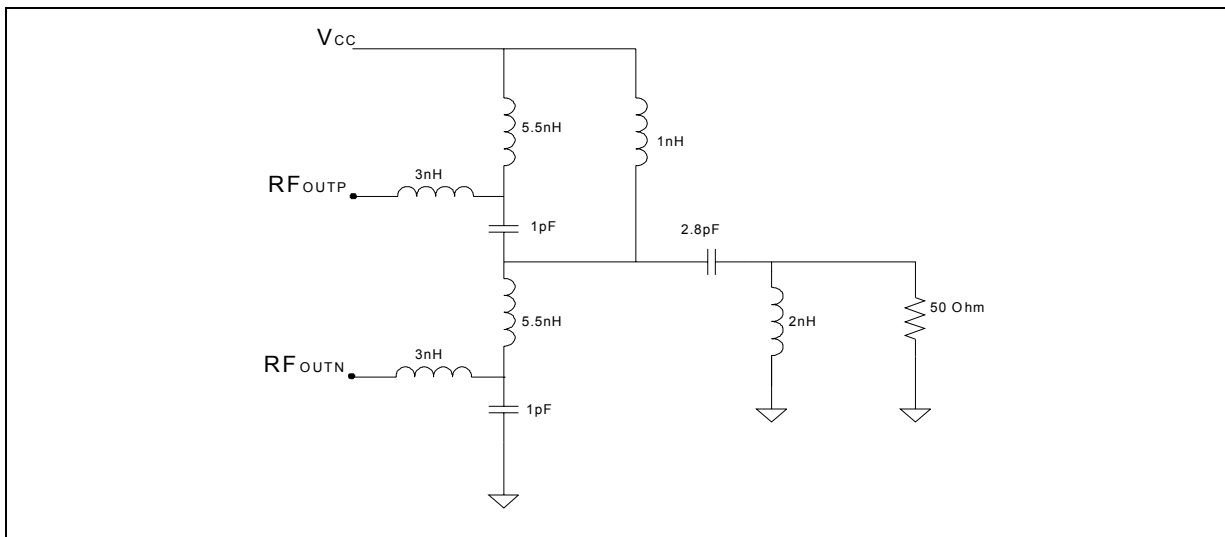 VCC
5.5nH
1nH
3nH
RFOUTP
1pF
2.8pF
5.5nH
2nH
50 Ohm
3nH
RFOUTN
1pF